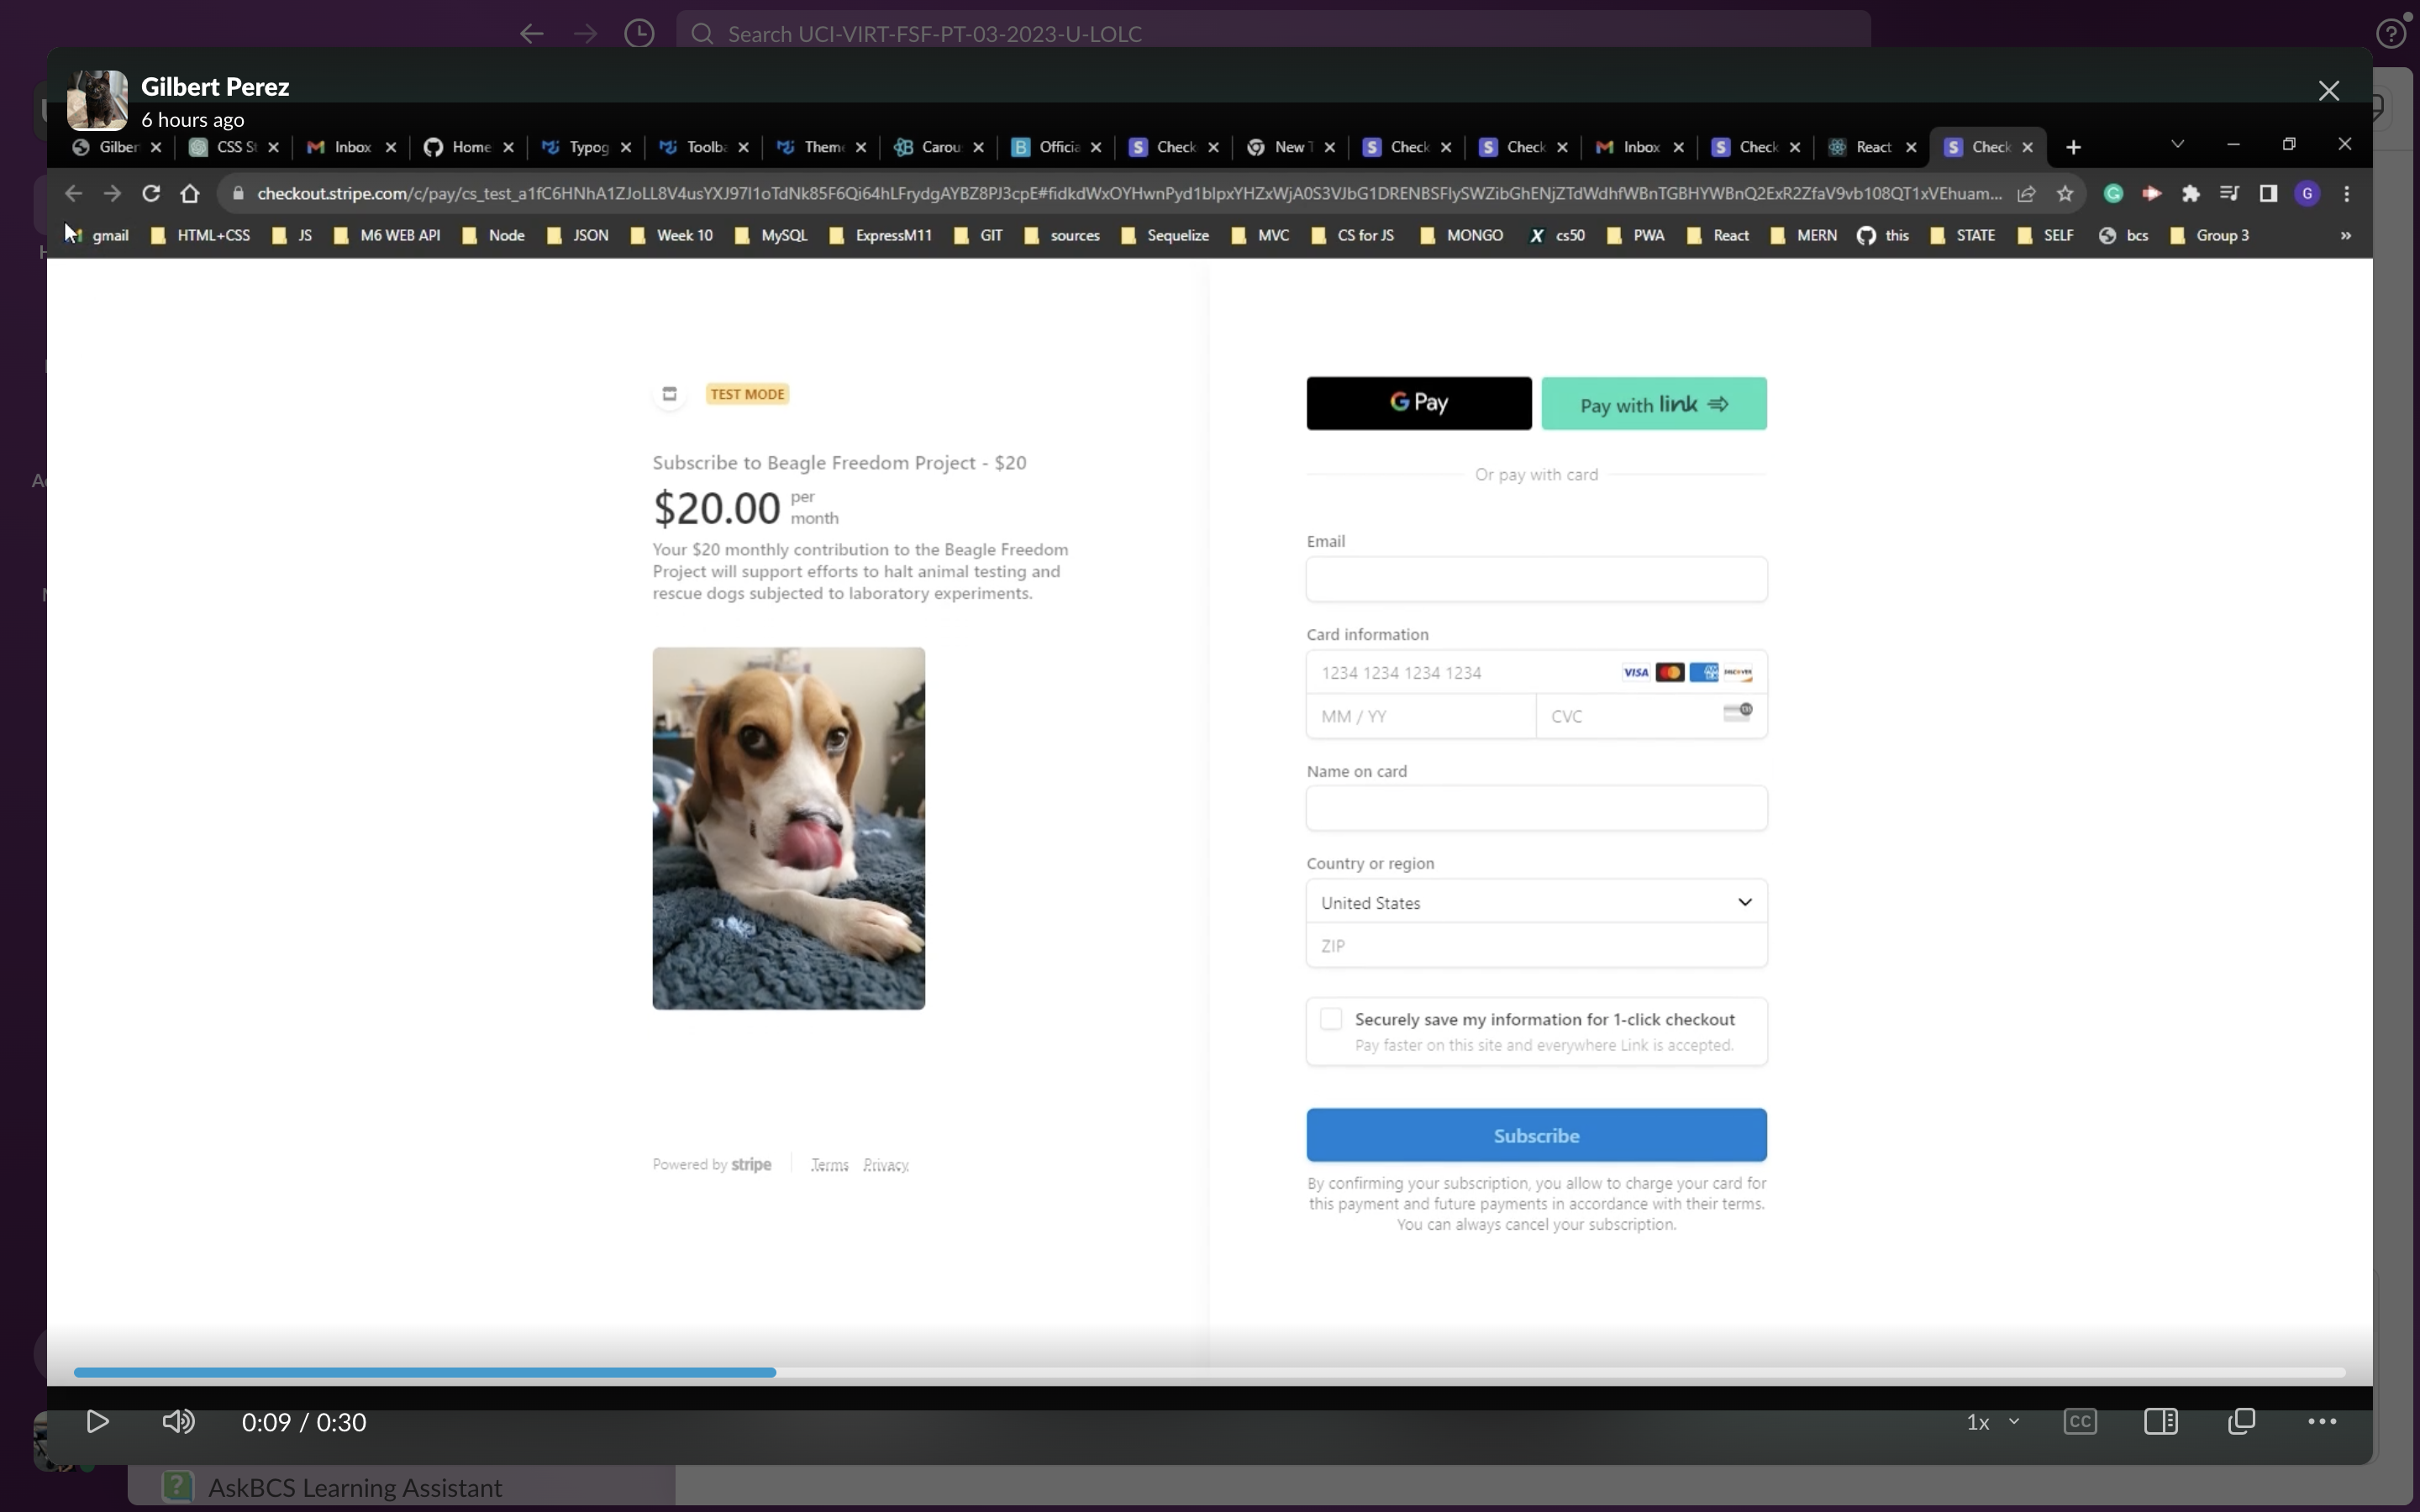 Search UCI-VIRT-FSF-PT-03-2023-U-LOLC
Gilbert Perez
6 hours ago
Gilber
CSS St
Inbox
Home
Typog
Toolb
Them
Carou
Officia
Check
New T
Check
Check
Inbox
Check
React
Check
gmail
HTML+CSS
JS
M6 WEB API
Node
JSON
Week 10
MySQL
ExpressM11
GIT
sources
Sequelize
MVC
CS for JS
MONGO
cs50
PWA
React
MERN
this
STATE
SELF
bcs
Group 3
TEST MODE
Subscribe to Beagle Freedom Project - $20
$20.00 per
month
Your $20 monthly contribution to the Beagle Freedom
Project will support efforts to halt animal testing and
rescue dogs subjected to laboratory experiments.
Powered by stripe
Terms Privacy
G Pay
Pay with link
Or pay with card
Email
Card information
1234 1234 1234 1234
VISA
MM / YY
CVC
Name on card
Country or region
United States
ZIP
Securely save my information for 1-click checkout
Pay faster on this site and everywhere Link is accepted.
Subscribe
By confirming your subscription, you allow to charge your card for
this payment and future payments in accordance with their terms.
You can always cancel your subscription.
0:09 / 0:30
1x
CC
AskBCS Learning Assistant